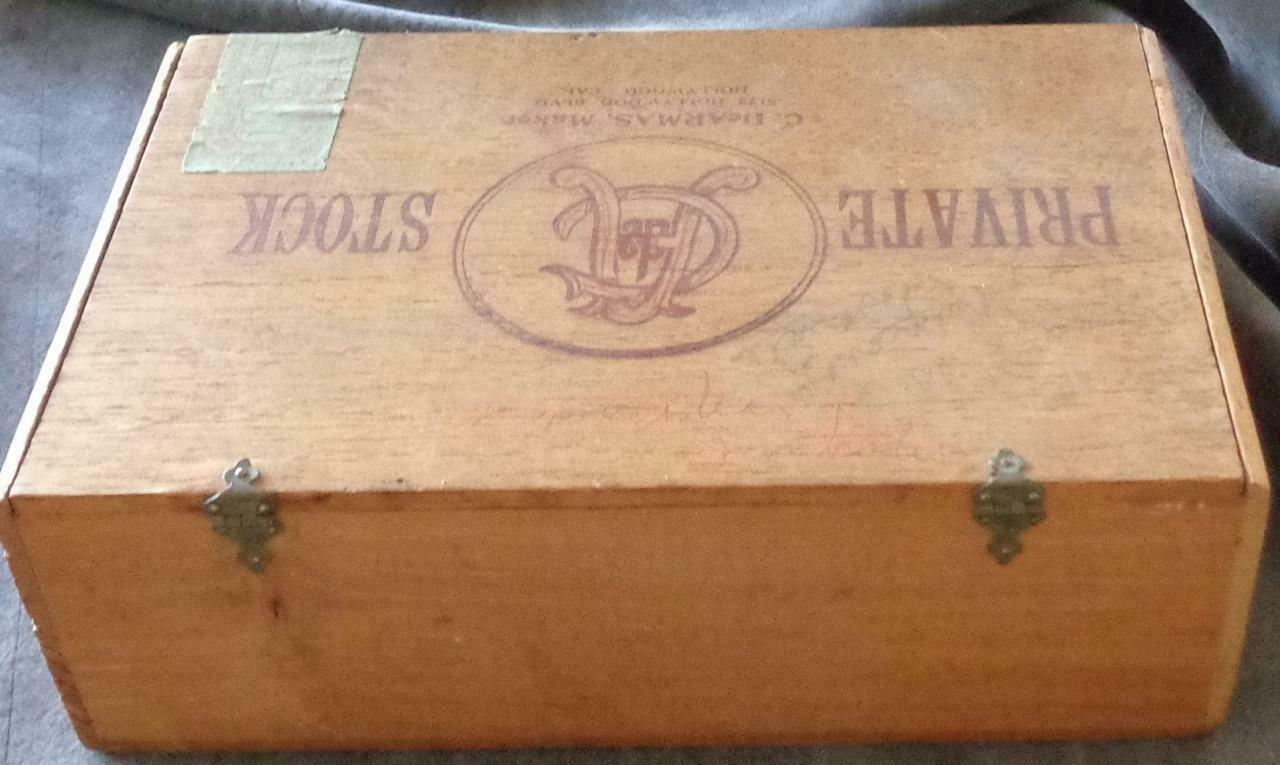 PRIVATE STOCK
C. DeARMAS, Maker
HOLLYWOOD, BLVD.
HOLLYWOOD, CAL.